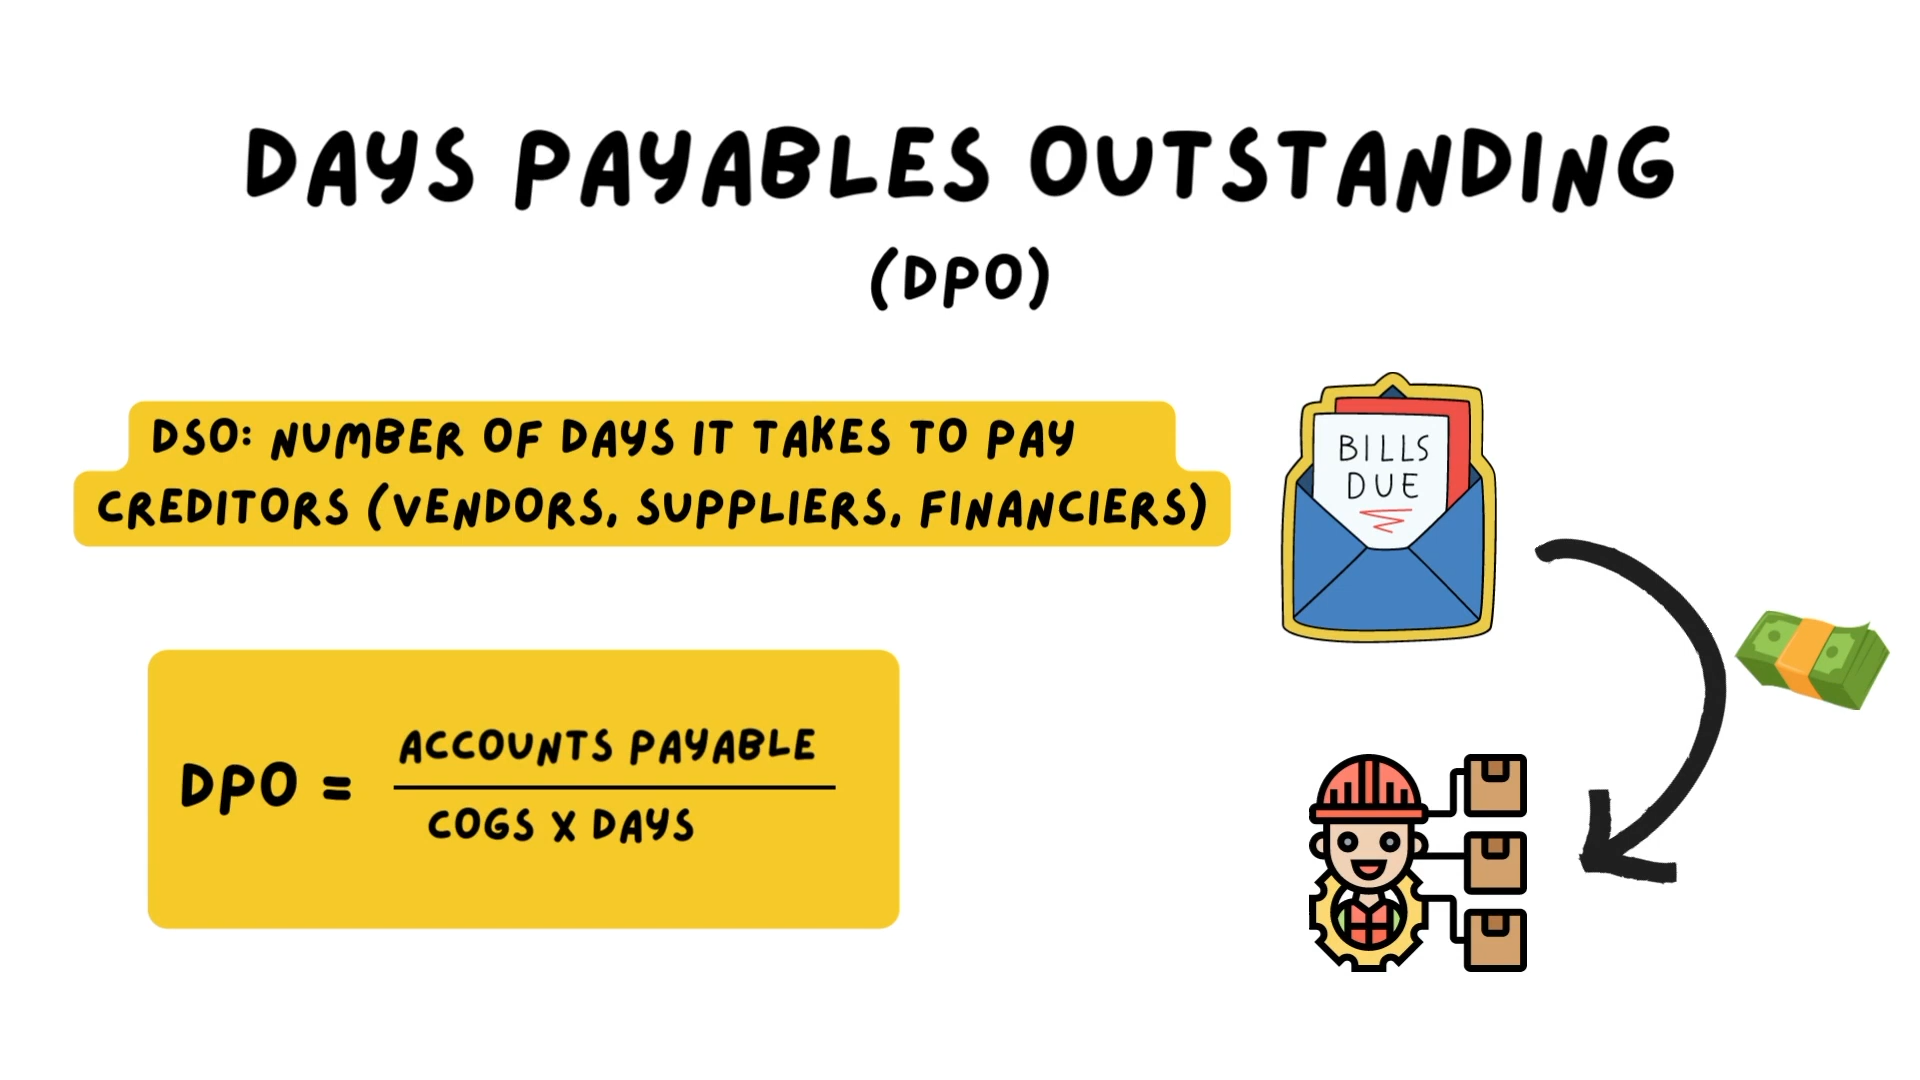 DAYS PAYABLES OUTSTANDING
(DPO)
DSO: NUMBER OF DAYS IT TAKES TO PAY
CREDITORS (VENDORS, SUPPLIERS, FINANCIERS)
BILLS
DUE
DPO = ACCOUNTS PAYABLE
COGS X DAYS